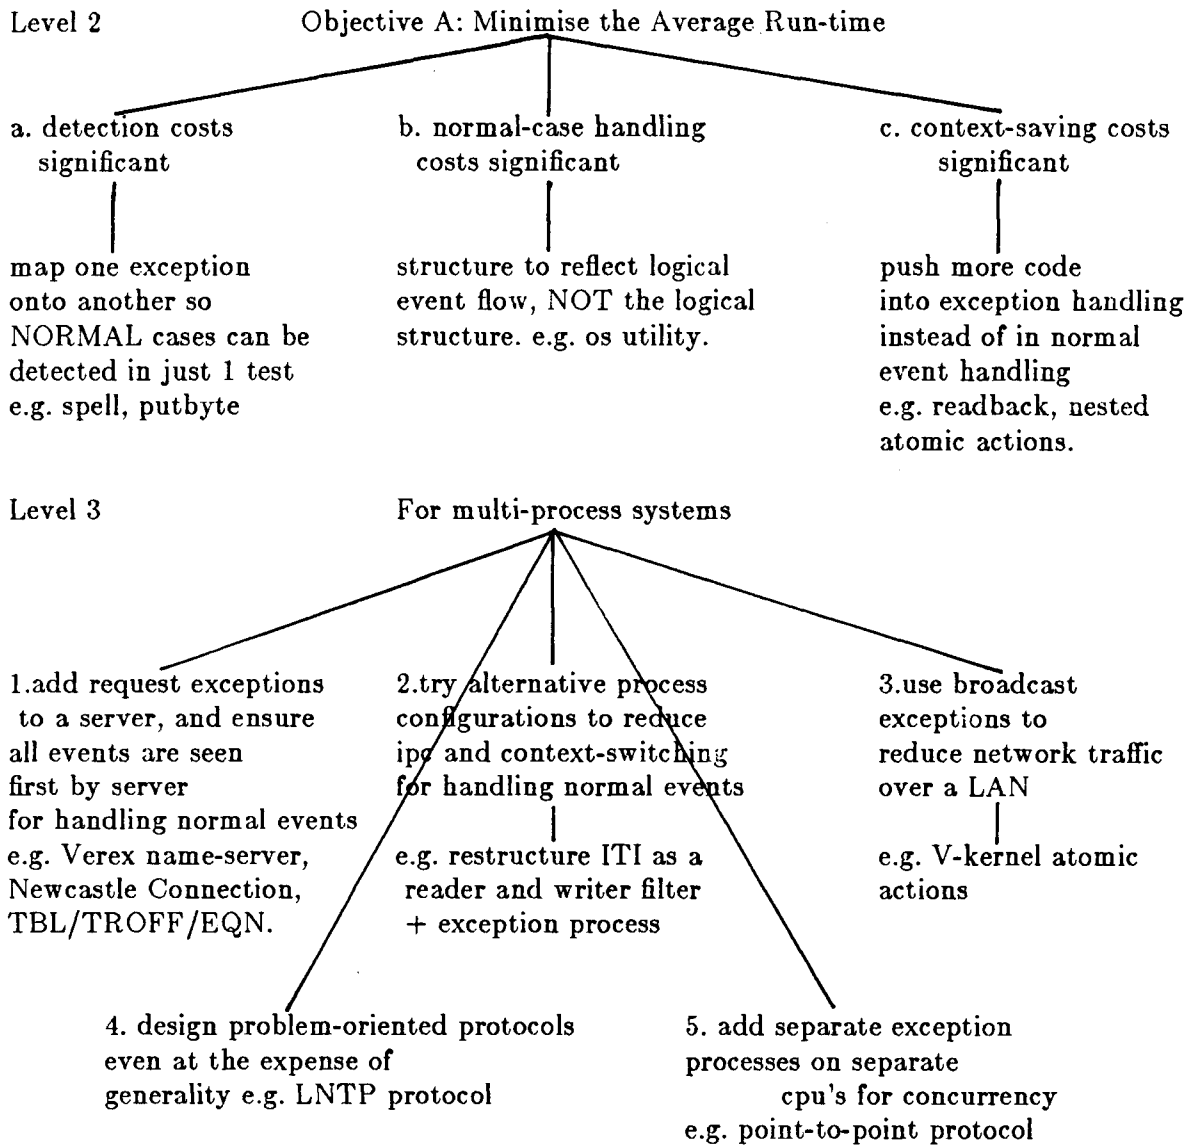 Level 2 Objective A: Minimise the Average Run-time
a. detection costs
significant
map one exception
onto another so
NORMAL cases can be
detected in just 1 test
e.g. spell, putbyte
b. normal-case handling
costs significant
structure to reflect logical
event flow, NOT the logical
structure. e.g. os utility.
c. context-saving costs
significant
push more code
into exception handling
instead of in normal
event handling
e.g. readback, nested
atomic actions.
Level 3 For multi-process systems
1.add request exceptions
to a server, and ensure
all events are seen
first by server
for handling normal events
e.g. Verex name-server,
Newcastle Connection,
TBL/TROFF/EQN.
2.try alternative process
configurations to reduce
ipc and context-switching
for handling normal events
e.g. restructure ITI as a
reader and writer filter
+ exception process
3.use broadcast
exceptions to
reduce network traffic
over a LAN
e.g. V-kernel atomic
actions
4. design problem-oriented protocols
even at the expense of
generality e.g. LNTP protocol
5. add separate exception
processes on separate
cpu's for concurrency
e.g. point-to-point protocol